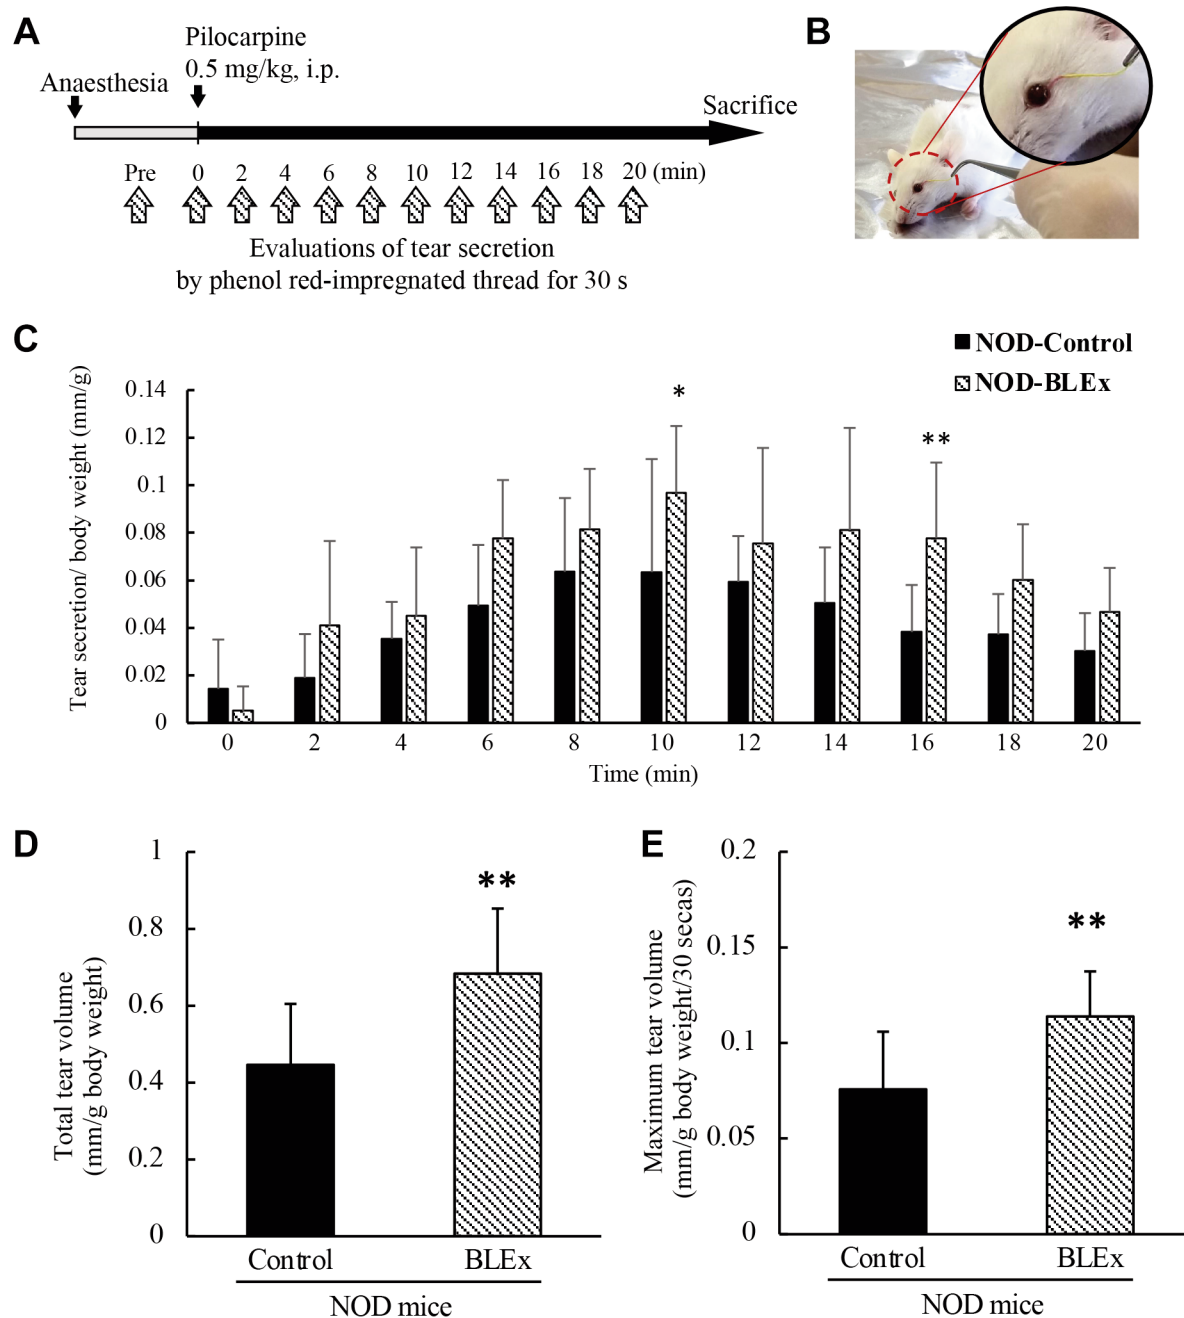 A
Pilocarpine
0.5 mg/kg, i.p.
Anaesthesia
Sacrifice
Pre 0 2 4 6 8 10 12 14 16 18 20 (min)
Evaluations of tear secretion
by phenol red-impregnated thread for 30 s
B
C
NOD-Control
NOD-BLEx
Tear secretion/ body weight (mm/g)
0.14
0.12
0.1
0.08
0.06
0.04
0.02
0
*
**
0 2 4 6 8 10 12 14 16 18 20
Time (min)
D
Total tear volume
(mm/g body weight)
1
0.8
0.6
0.4
0.2
0
**
Control BLEx
NOD mice
E
Maximum tear volume
(mm/g body weight/30 secas)
0.2
0.15
0.1
0.05
0
**
Control BLEx
NOD mice